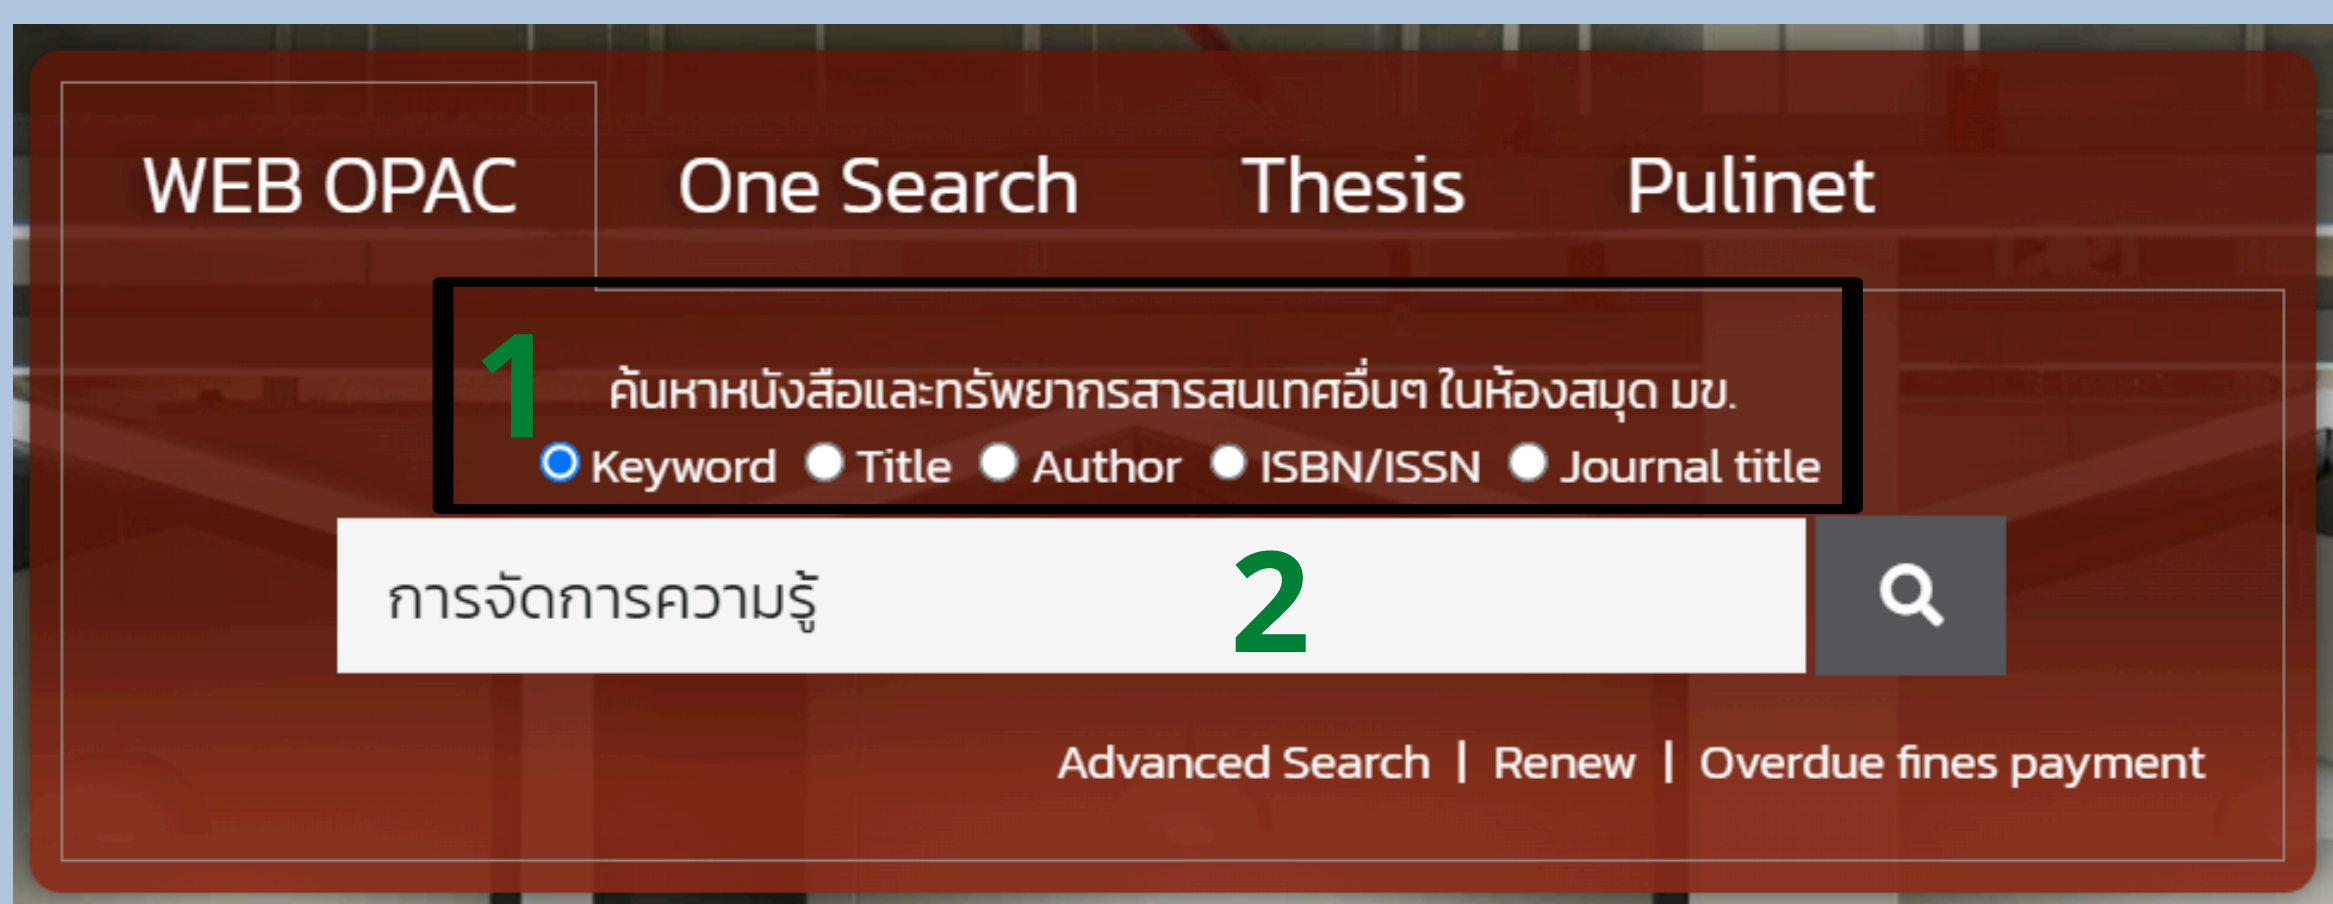 WEB OPAC One Search Thesis Pulinet
1
ค้นหาหนังสือและทรัพยากรสารสนเทศอื่นๆ ในห้องสมุด มข.
Keyword Title Author ISBN/ISSN Journal title
การจัดการความรู้ 2
Advanced Search | Renew | Overdue fines payment